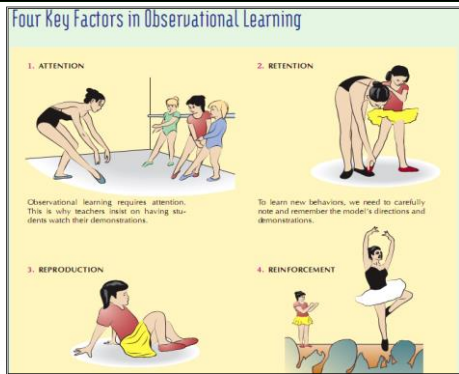 Four Key Factors in Observational Learning
1. ATTENTION
Observational learning requires attention.
This is why teachers insist on having stu-
dents watch their demonstrations.
2. RETENTION
To learn new behaviors, we need to carefully
note and remember the model's directions and
demonstrations.
3. REPRODUCTION
4. REINFORCEMENT